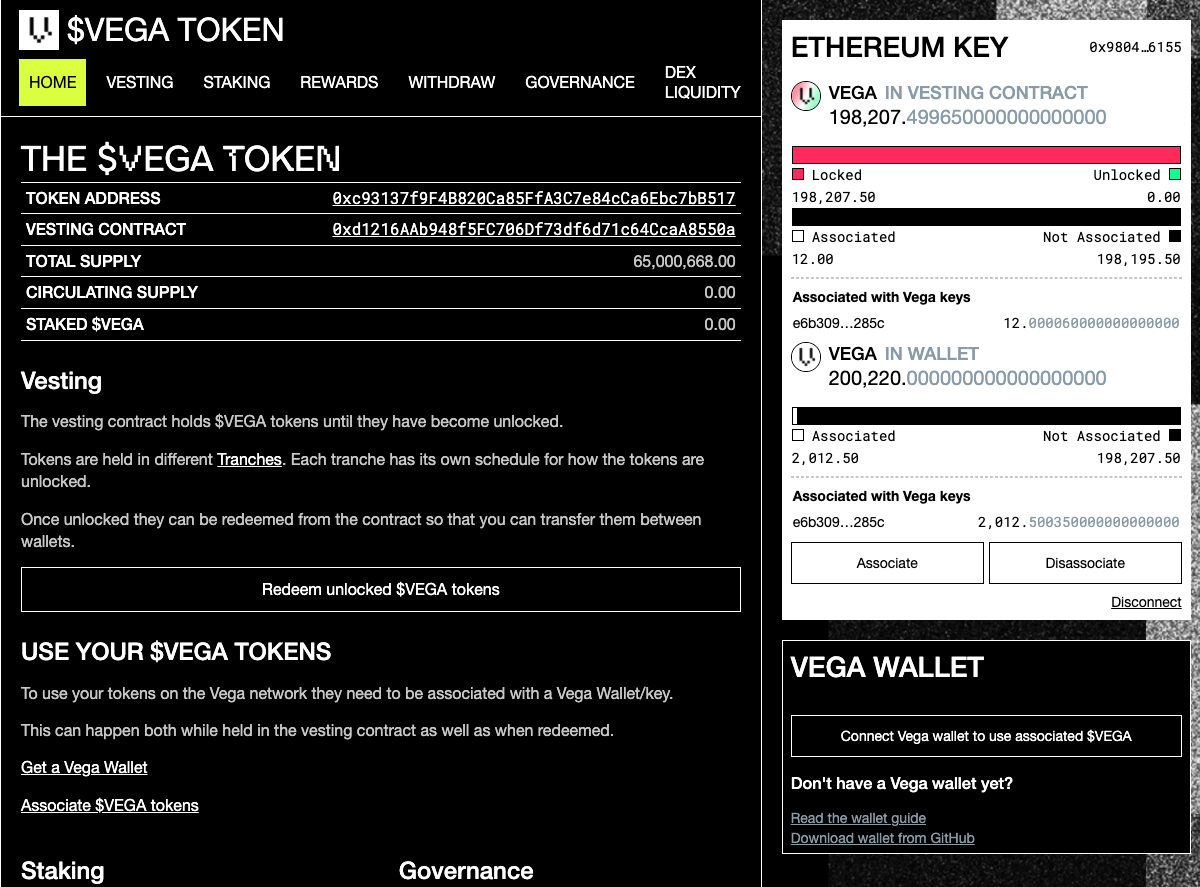 $VEGA TOKEN
HOME VESTING STAKING REWARDS WITHDRAW GOVERNANCE DEX LIQUIDITY
THE $VEGA TOKEN
TOKEN ADDRESS 0xc93137f9F4B820Ca85FfA3C7e84cCa6Ebc7bB517
VESTING CONTRACT 0xd1216AAb948f5FC706Df73df6d71c64CcaA8550a
TOTAL SUPPLY 65,000,668.00
CIRCULATING SUPPLY 0.00
STAKED $VEGA 0.00
Vesting
The vesting contract holds $VEGA tokens until they have become unlocked.
Tokens are held in different Tranches. Each tranche has its own schedule for how the tokens are
unlocked.
Once unlocked they can be redeemed from the contract so that you can transfer them between
wallets.
Redeem unlocked $VEGA tokens
USE YOUR $VEGA TOKENS
To use your tokens on the Vega network they need to be associated with a Vega Wallet/key.
This can happen both while held in the vesting contract as well as when redeemed.
Get a Vega Wallet
Associate $VEGA tokens
Staking Governance
ETHEREUM KEY 0x9804…6155
VEGA IN VESTING CONTRACT
198,207.499650000000000000
Locked Unlocked
198,207.50 0.00
Associated Not Associated
12.00 198,195.50
Associated with Vega keys
e6b309…285c 12.000060000000000000
VEGA IN WALLET
200,220.000000000000000000
Associated Not Associated
2,012.50 198,207.50
Associated with Vega keys
e6b309…285c 2,012.500350000000000000
Associate Disassociate
Disconnect
VEGA WALLET
Connect Vega wallet to use associated $VEGA
Don't have a Vega wallet yet?
Read the wallet guide
Download wallet from GitHub